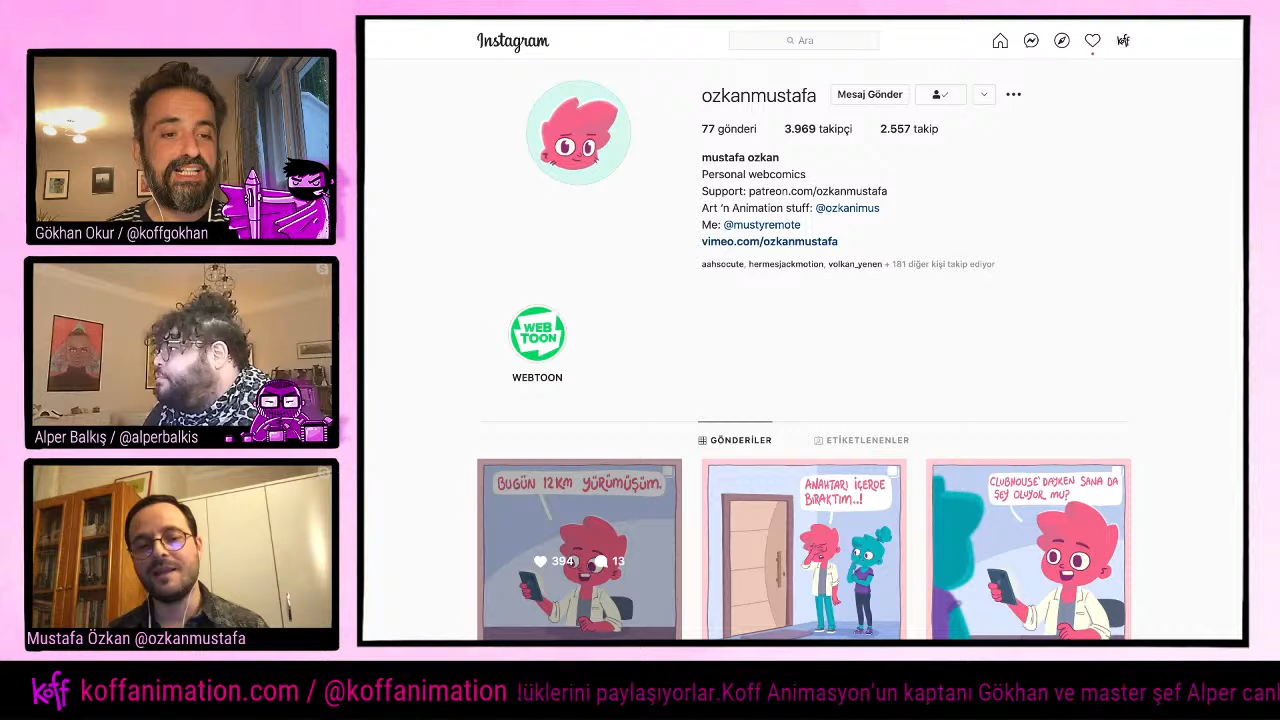 Instagram
Ara
koff
ozkanmustafa
Mesaj Gönder
77 gönderi
3.969 takipçi
2.557 takip
mustafa ozkan
Personal webcomics
Support: patreon.com/ozkanmustafa
Art 'n Animation stuff: @ozkanimus
Me: @mustyremote
vimeo.com/ozkanmustafa
aahsccute, hermesjackmotion, volkan_yenen + 181 diğer kişi takip ediyor
WEB
TOON
WEBTOON
GÖNDERİLER
ETİKETLENENLER
BUGÜN 12KM YÜRÜMÜŞÜM.
394
13
ANAHTARI İÇERDE
BIRAKTIM..!
CLUBHOUSE'DAYKEN SANA DA
ŞEY OLUYOR MU?
Gökhan Okur / @koffgokhan
Alper Balkış / @alperbalkis
Mustafa Özkan @ozkanmustafa
koff koffanimation.com / @koffanimation
lüklerini paylaşıyorlar.Koff Animasyon'un kaptanı Gökhan ve master şef Alper canl